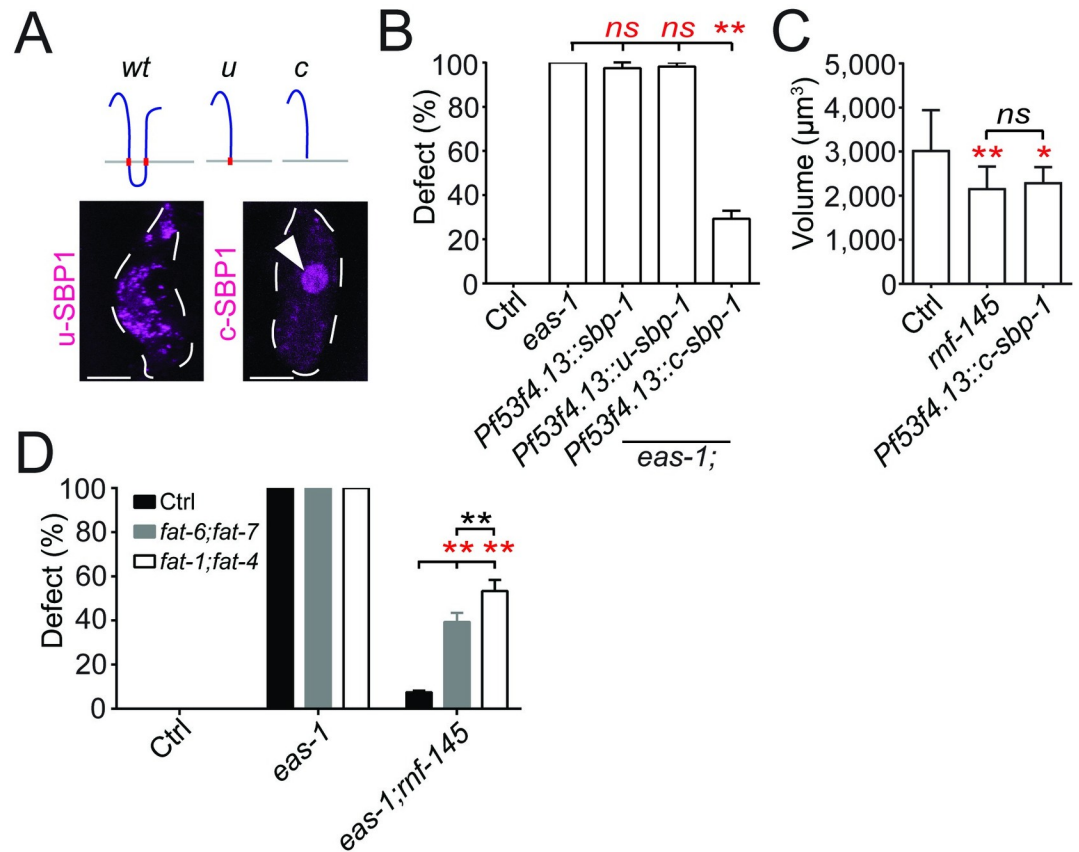 A
wt u c
u-SBP1
c-SBP1
B
ns ns **
Defect (%)
100
80
60
40
20
0
Ctrl
eas-1
Pf53f4.13::sbp-1
Pf53f4.13::u-sbp-1
Pf53f4.13::c-sbp-1
eas-1;
C
Volume (µm³)
5,000
4,000
3,000
2,000
1,000
0
ns
** *
Ctrl
rnf-145
Pf53f4.13::c-sbp-1
D
Defect (%)
100
80
60
40
20
0
Ctrl
fat-6;fat-7
fat-1;fat-4
**
** **
Ctrl
eas-1
eas-1;rnf-145